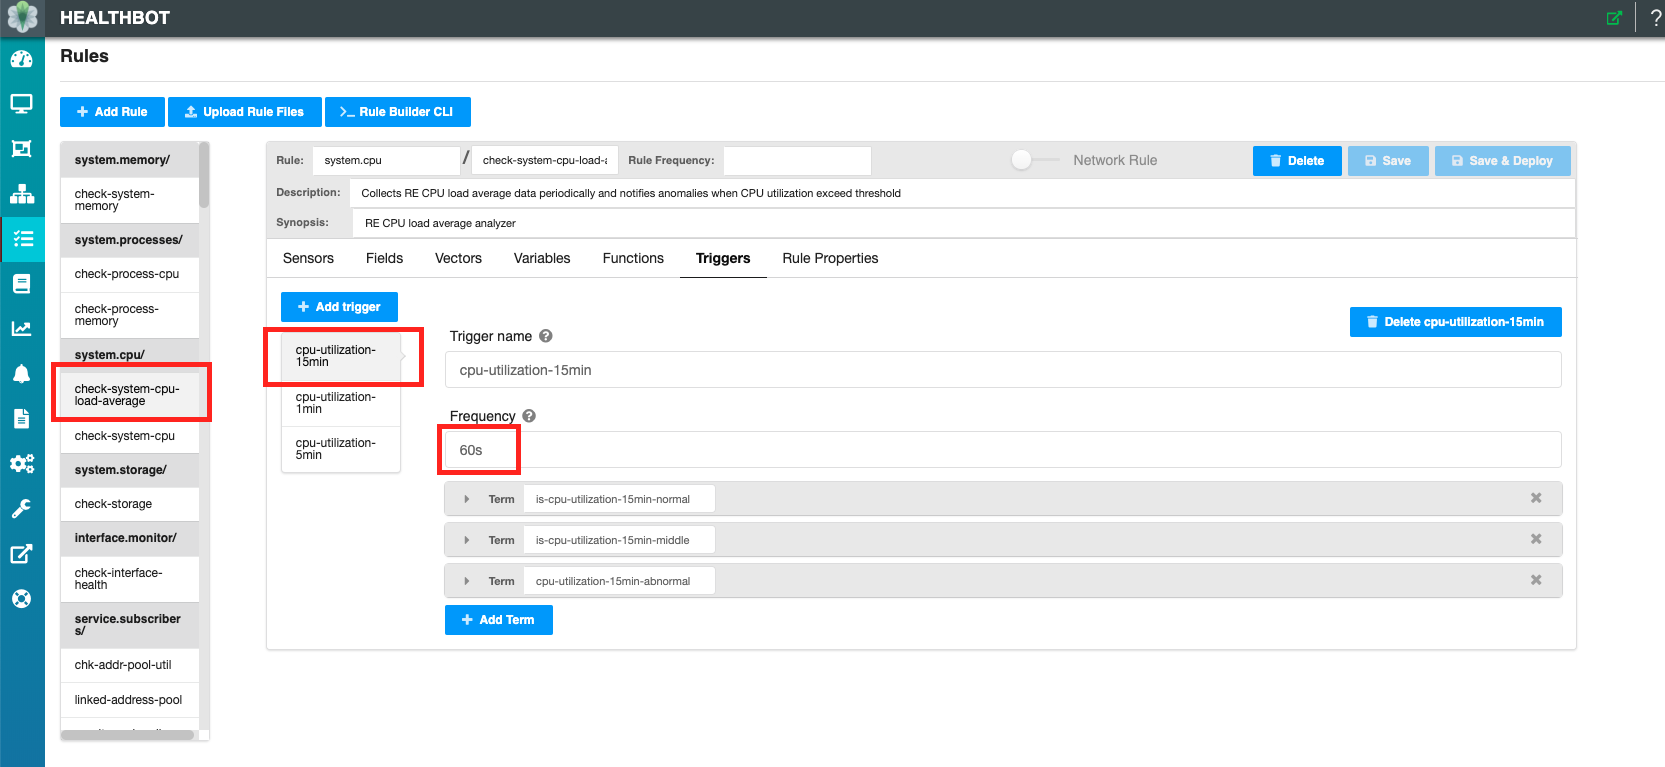 HEALTHBOT
?
Rules
Add Rule
Upload Rule Files
>_ Rule Builder CLI
system.memory/
check-system-
memory
system.processes/
check-process-cpu
check-process-
memory
system.cpu/
check-system-cpu-
load-average
check-system-cpu
system.storage/
check-storage
interface.monitor/
check-interface-
health
service.subscriber
s/
chk-addr-pool-util
linked-address-pool
Rule: system.cpu / check-system-cpu-load-a Rule Frequency: Network Rule Delete Save Save & Deploy
Description: Collects RE CPU load average data periodically and notifies anomalies when CPU utilization exceed threshold
Synopsis: RE CPU load average analyzer
Sensors Fields Vectors Variables Functions Triggers Rule Properties
+ Add trigger
cpu-utilization-
15min
cpu-utilization-
1min
cpu-utilization-
5min
Delete cpu-utilization-15min
Trigger name ?
cpu-utilization-15min
Frequency ?
60s
Term is-cpu-utilization-15min-normal
Term is-cpu-utilization-15min-middle
Term cpu-utilization-15min-abnormal
+ Add Term